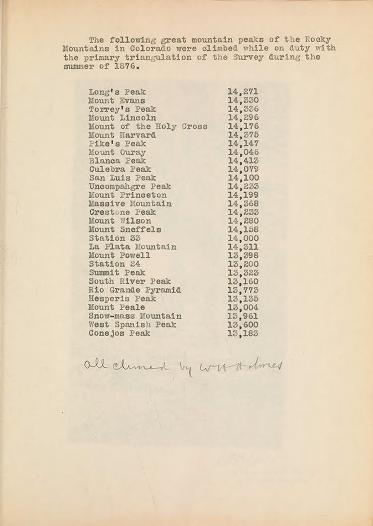 The following great mountain peaks of the Rocky
Mountains in Colorado were climbed while on duty with
the primary triangulation of the Survey during the
summer of 1876.
Long's Peak 14,271
Mount Evans 14,330
Torrey's Peak 14,336
Mount Lincoln 14,296
Mount of the Holy Cross 14,176
Mount Harvard 14,375
Pike's Peak 14,147
Mount Ouray 14,046
Blanca Peak 14,413
Culebra Peak 14,079
San Luis Peak 14,100
Uncompahgre Peak 14,233
Mount Princeton 14,199
Massive Mountain 14,368
Crestone Peak 14,233
Mount Wilson 14,280
Mount Sneffels 14,158
Station 33 14,000
La Plata Mountain 14,311
Mount Powell 13,398
Station 24 13,200
Summit Peak 13,323
South River Peak 13,160
Rio Grande Pyramid 13,773
Hesperis Peak 13,135
Mount Peale 13,004
Snow-mass Mountain 13,961
West Spanish Peak 13,600
Conejos Peak 13,183
All climed by W H Holmes